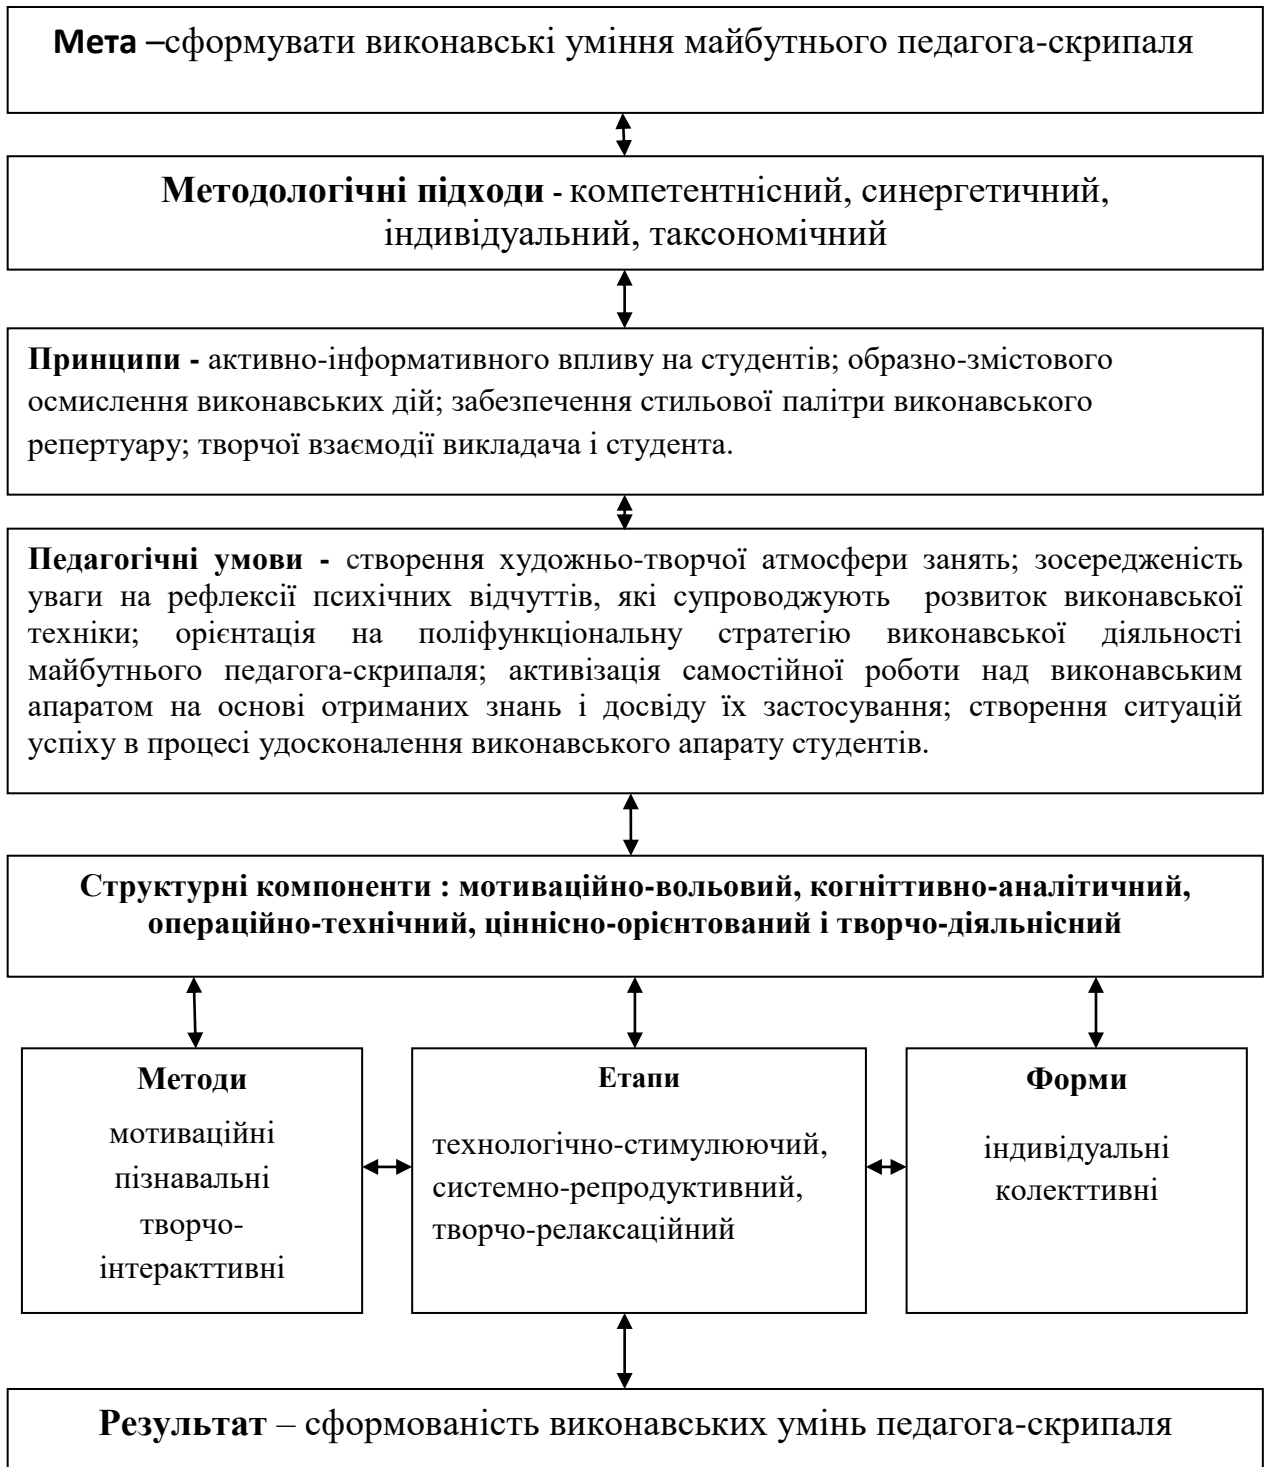 Мета –сформувати виконавські уміння майбутнього педагога-скрипаля
Методологічні підходи - компетентнісний, синергетичний,
індивідуальний, таксономічний
Принципи - активно-інформативного впливу на студентів; образно-змістового
осмислення виконавських дій; забезпечення стильової палітри виконавського
репертуару; творчої взаємодії викладача і студента.
Педагогічні умови - створення художньо-творчої атмосфери занять; зосередженість
уваги на рефлексії психічних відчуттів, які супроводжують розвиток виконавської
техніки; орієнтація на поліфункціональну стратегію виконавської діяльності
майбутнього педагога-скрипаля; активізація самостійної роботи над виконавським
апаратом на основі отриманих знань і досвіду їх застосування; створення ситуацій
успіху в процесі удосконалення виконавського апарату студентів.
Структурні компоненти : мотиваційно-вольовий, когніттивно-аналітичний,
операційно-технічний, ціннісно-орієнтований і творчо-діяльнісний
Методи
мотиваційні
пізнавальні
творчо-
інтеракттивні
Етапи
технологічно-стимулюючий,
системно-репродуктивний,
творчо-релаксаційний
Форми
індивідуальні
колекттивні
Результат – сформованість виконавських умінь педагога-скрипаля